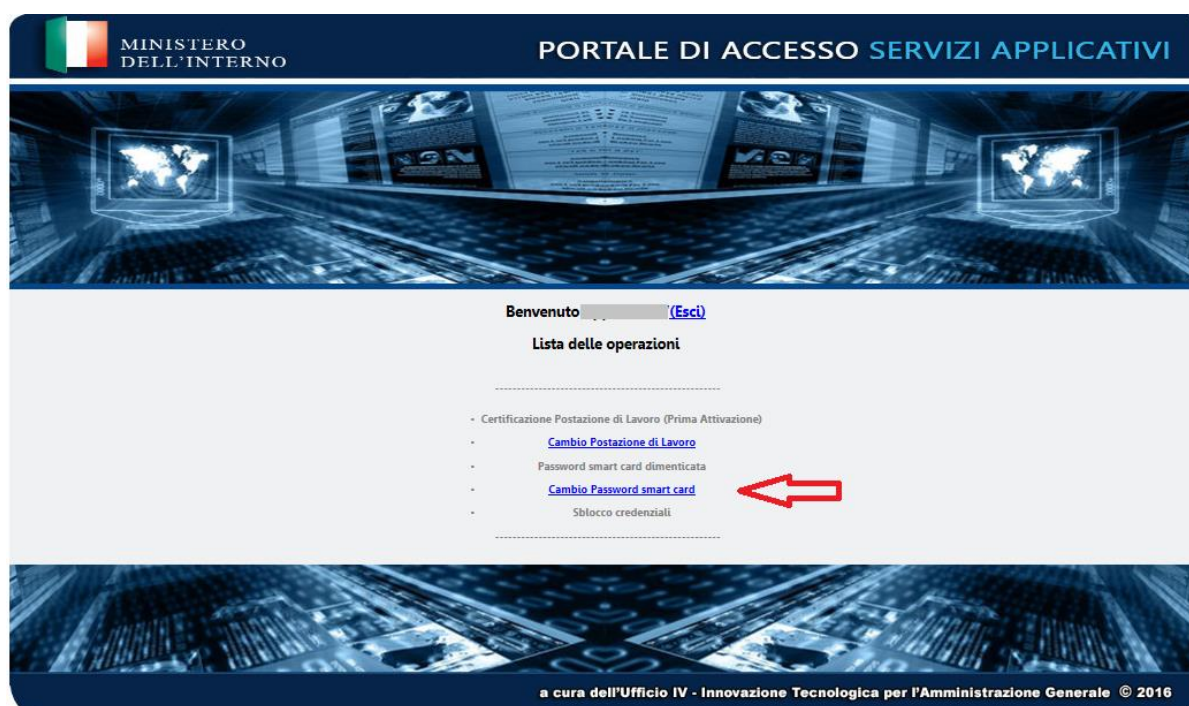 MINISTERO
DELL'INTERNO
PORTALE DI ACCESSO SERVIZI APPLICATIVI
Benvenuto (Esci)
Lista delle operazioni
----------------------------------------------------
• Certificazione Postazione di Lavoro (Prima Attivazione)
• Cambio Postazione di Lavoro
• Password smart card dimenticata
• Cambio Password smart card
• Sblocco credenziali
----------------------------------------------------
a cura dell'Ufficio IV - Innovazione Tecnologica per l'Amministrazione Generale © 2016